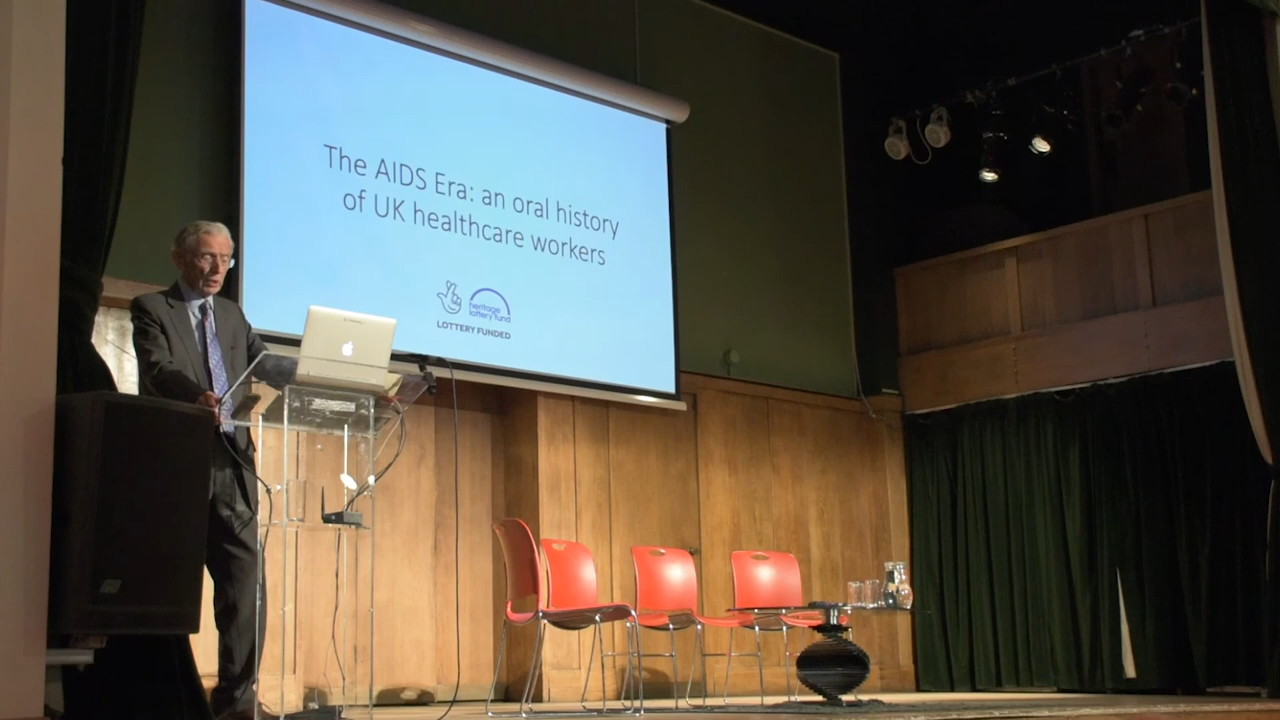 The AIDS Era: an oral history
of UK healthcare workers
heritage
lottery fund
LOTTERY FUNDED